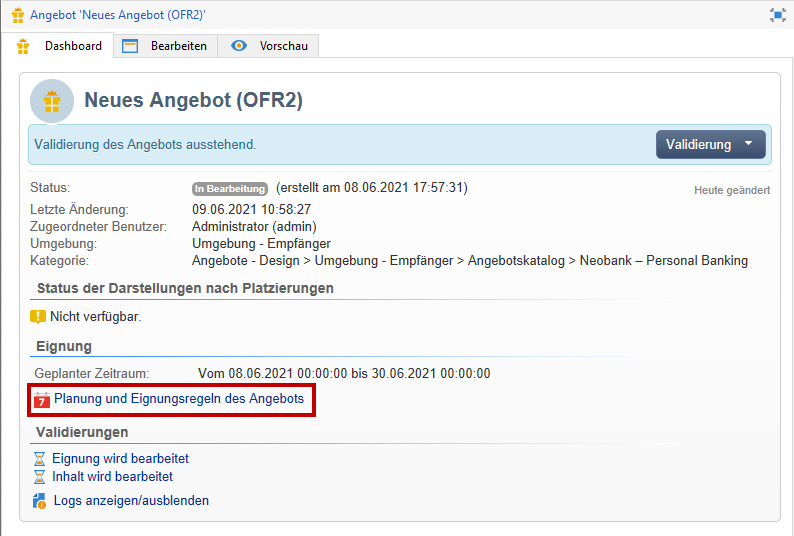 Angebot 'Neues Angebot (OFR2)'
Dashboard Bearbeiten Vorschau
Neues Angebot (OFR2)
Validierung des Angebots ausstehend. Validierung
Status: In Bearbeitung (erstellt am 08.06.2021 17:57:31) Heute geändert
Letzte Änderung: 09.06.2021 10:58:27
Zugeordneter Benutzer: Administrator (admin)
Umgebung: Umgebung - Empfänger
Kategorie: Angebote - Design > Umgebung - Empfänger > Angebotskatalog > Neobank – Personal Banking
Status der Darstellungen nach Platzierungen
Nicht verfügbar.
Eignung
Geplanter Zeitraum: Vom 08.06.2021 00:00:00 bis 30.06.2021 00:00:00
7 Planung und Eignungsregeln des Angebots
Validierungen
Eignung wird bearbeitet
Inhalt wird bearbeitet
Logs anzeigen/ausblenden